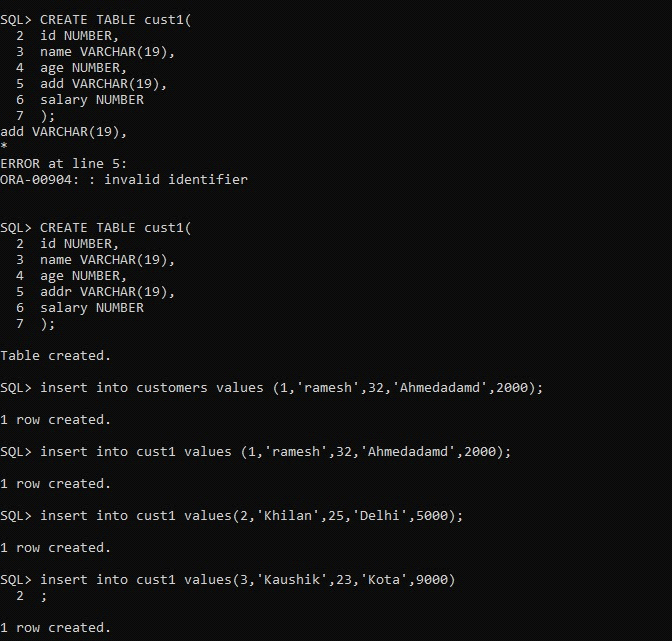 SQL> CREATE TABLE cust1(
  2  id NUMBER,
  3  name VARCHAR(19),
  4  age NUMBER,
  5  add VARCHAR(19),
  6  salary NUMBER
  7  );
add VARCHAR(19),
*
ERROR at line 5:
ORA-00904: : invalid identifier
SQL> CREATE TABLE cust1(
  2  id NUMBER,
  3  name VARCHAR(19),
  4  age NUMBER,
  5  addr VARCHAR(19),
  6  salary NUMBER
  7  );
Table created.
SQL> insert into customers values (1,'ramesh',32,'Ahmedadamd',2000);
1 row created.
SQL> insert into cust1 values (1,'ramesh',32,'Ahmedadamd',2000);
1 row created.
SQL> insert into cust1 values(2,'Khilan',25,'Delhi',5000);
1 row created.
SQL> insert into cust1 values(3,'Kaushik',23,'Kota',9000)
  2  ;
1 row created.